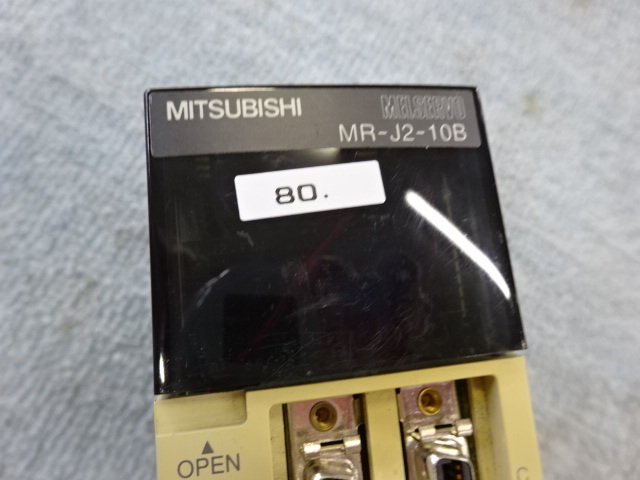 MITSUBISHI MELSERVO
MR-J2-10B
80.
OPEN
C